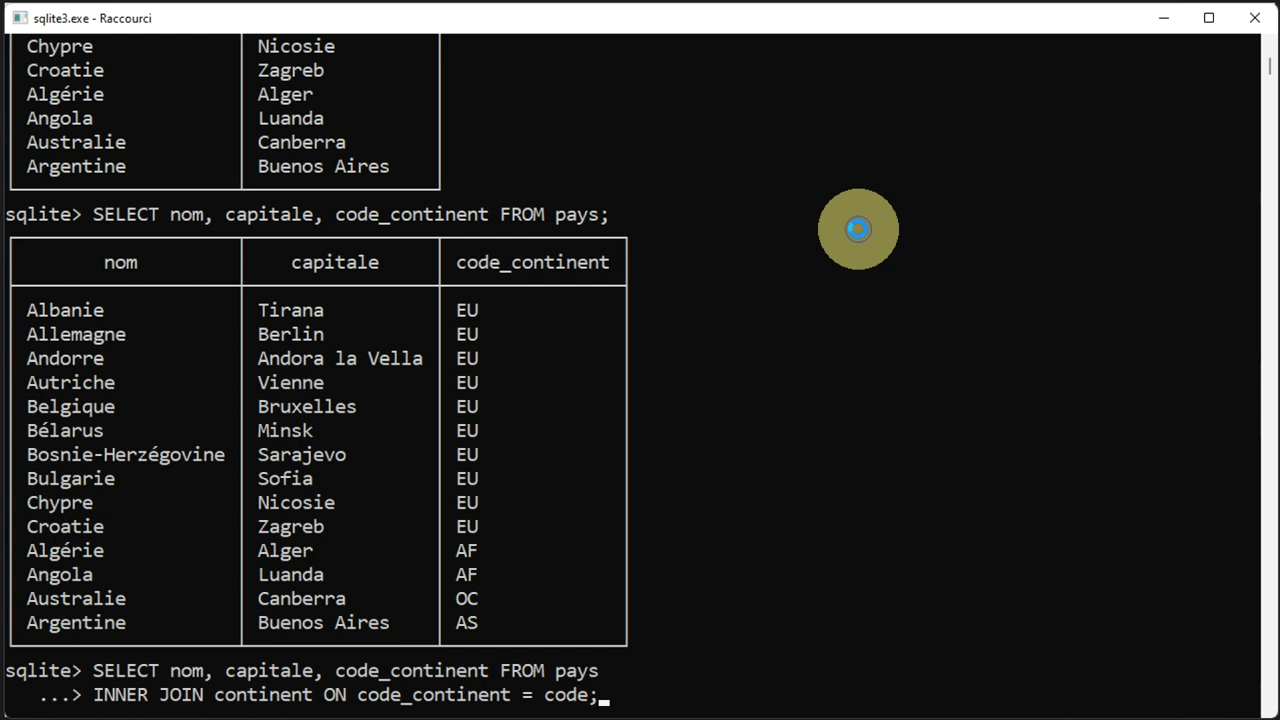 sqlite3.exe - Raccourci
Chypre Nicosie
Croatie Zagreb
Algérie Alger
Angola Luanda
Australie Canberra
Argentine Buenos Aires
sqlite> SELECT nom, capitale, code_continent FROM pays;
nom capitale code_continent
Albanie Tirana EU
Allemagne Berlin EU
Andorre Andora la Vella EU
Autriche Vienne EU
Belgique Bruxelles EU
Bélarus Minsk EU
Bosnie-Herzégovine Sarajevo EU
Bulgarie Sofia EU
Chypre Nicosie EU
Croatie Zagreb EU
Algérie Alger AF
Angola Luanda AF
Australie Canberra OC
Argentine Buenos Aires AS
sqlite> SELECT nom, capitale, code_continent FROM pays
...> INNER JOIN continent ON code_continent = code;